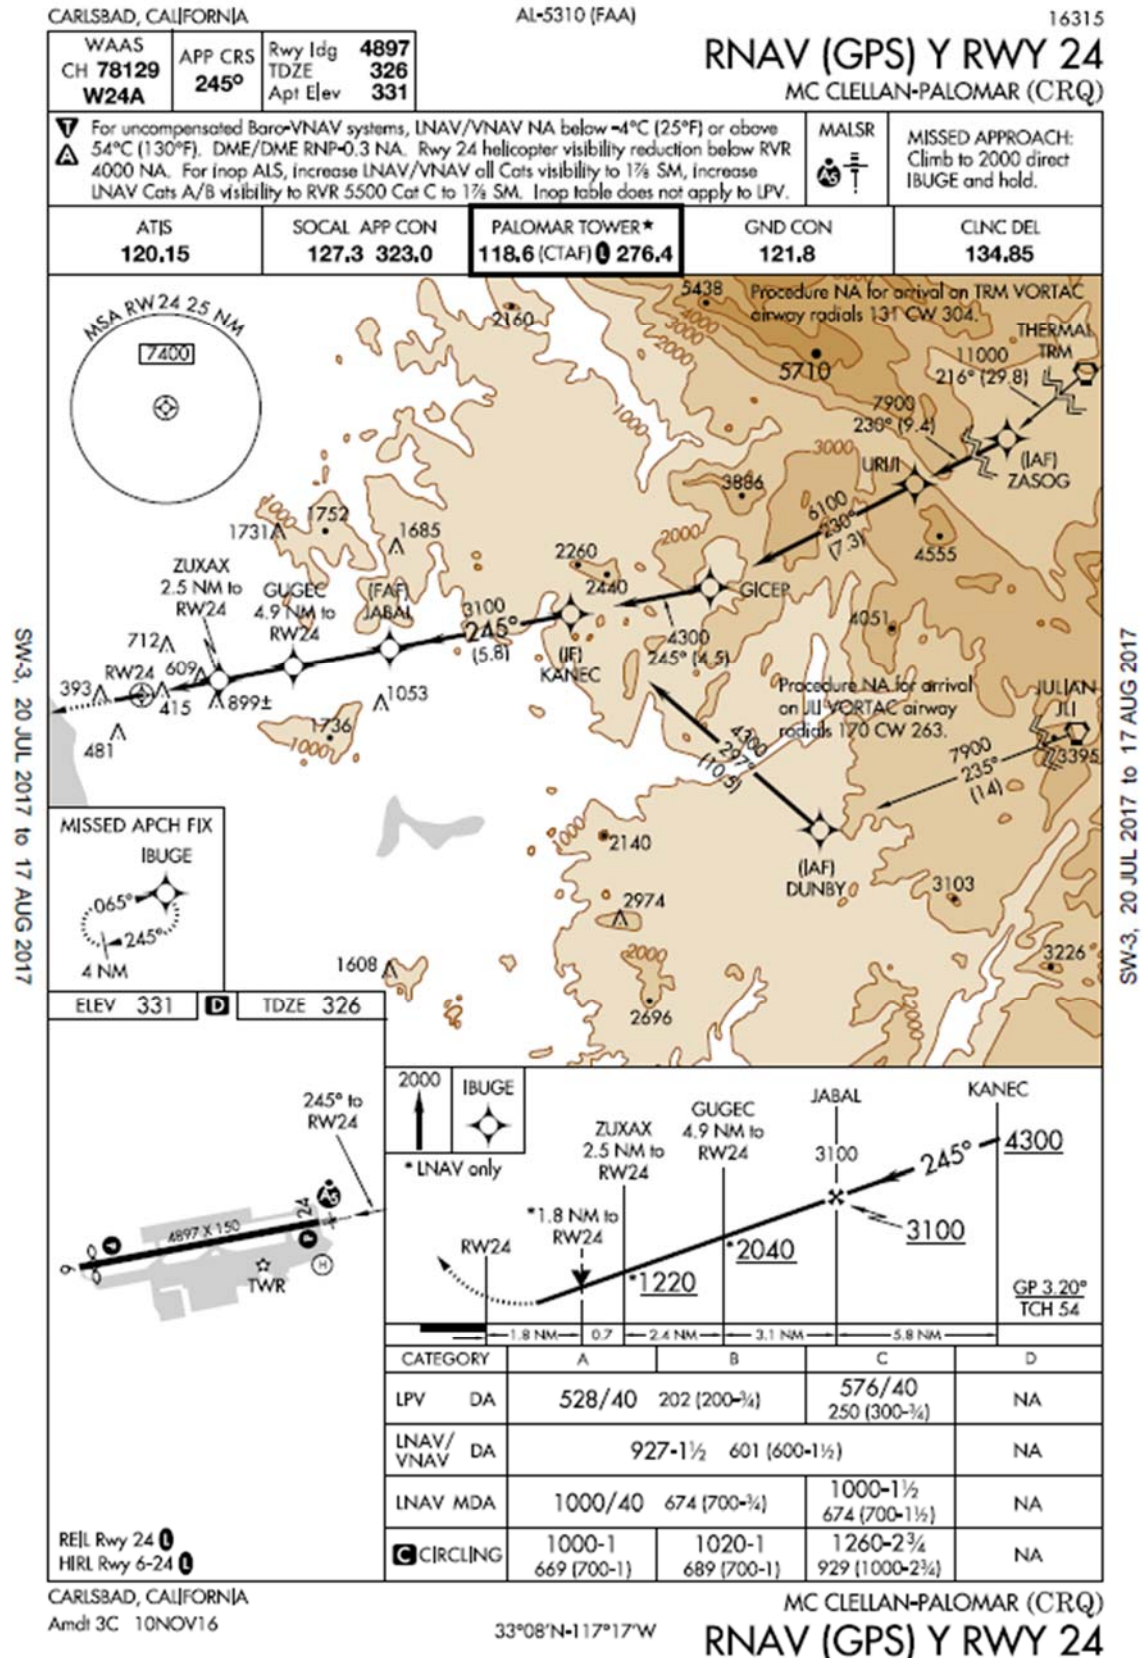 CARLSBAD, CALIFORNIA
AL-5310 (FAA)
16315
WAAS
CH 78129
W24A
APP CRS
245°
Rwy ldg 4897
TDZE 326
Apt Elev 331
RNAV (GPS) Y RWY 24
MC CLELLAN-PALOMAR (CRQ)
T
A
For uncompensated Baro-VNAV systems, LNAV/VNAV NA below -4°C (25°F) or above
54°C (130°F). DME/DME RNP-0.3 NA. Rwy 24 helicopter visibility reduction below RVR
4000 NA. For inop ALS, increase LNAV/VNAV all Cats visibility to 1⅞ SM, increase
LNAV Cats A/B visibility to RVR 5500 Cat C to 1⅞ SM. Inop table does not apply to LPV.
MALSR
A5
MISSED APPROACH:
Climb to 2000 direct
IBUGE and hold.
ATIS
120.15
SOCAL APP CON
127.3 323.0
PALOMAR TOWER★
118.6 (CTAF) L 276.4
GND CON
121.8
CLNC DEL
134.85
MSA RW24 25 NM
7400
2160
5438
4000
3000
2000
Procedure NA for arrival on TRM VORTAC
airway radials 131 CW 304.
THERMAL
TRM
11000
216° (29.8)
5710
7900
230° (9.4)
(IAF)
ZASOG
1000
3000
URIJI
3886
6100
230°
(7.3)
2000
4555
1000
1731
1752
1685
2260
2440
GICEP
ZUXAX
2.5 NM to
RW24
GUGEC
4.9 NM to
RW24
(FAF)
JABAL
3100
245°
(5.8)
(IF)
KANEC
4300
245° (4.5)
4051
712
RW24
609
393
415
899±
1053
481
1736
1000
Procedure NA for arrival
on JLI VORTAC airway
radials 170 CW 263.
JULIAN
JLI
3395
4300
297°
(10.5)
7900
235°
(14)
MISSED APCH FIX
IBUGE
065°
245°
4 NM
1000
2140
(IAF)
DUNBY
3103
2974
2000
1608
3226
2696
SW-3, 20 JUL 2017 to 17 AUG 2017
SW-3, 20 JUL 2017 to 17 AUG 2017
ELEV 331
D
TDZE 326
245° to
RW24
24
A5
4897 X 150
6
P
H
TWR
REIL Rwy 24 L
HIRL Rwy 6-24 L
2000
IBUGE
* LNAV only
RW24
*1.8 NM to
RW24
ZUXAX
2.5 NM to
RW24
GUGEC
4.9 NM to
RW24
JABAL
3100
KANEC
4300
245°
3100
*2040
*1220
GP 3.20°
TCH 54
1.8 NM
0.7
2.4 NM
3.1 NM
5.8 NM
CATEGORY A B C D
LPV DA 528/40 202 (200-¾) 576/40 250 (300-¾) NA
LNAV/ VNAV DA 927-1½ 601 (600-1½) NA
LNAV MDA 1000/40 674 (700-¾) 1000-1½ 674 (700-1½) NA
C CIRCLING 1000-1 669 (700-1) 1020-1 689 (700-1) 1260-2¾ 929 (1000-2¾) NA
CARLSBAD, CALIFORNIA
Amdt 3C 10NOV16
33°08'N-117°17'W
MC CLELLAN-PALOMAR (CRQ)
RNAV (GPS) Y RWY 24